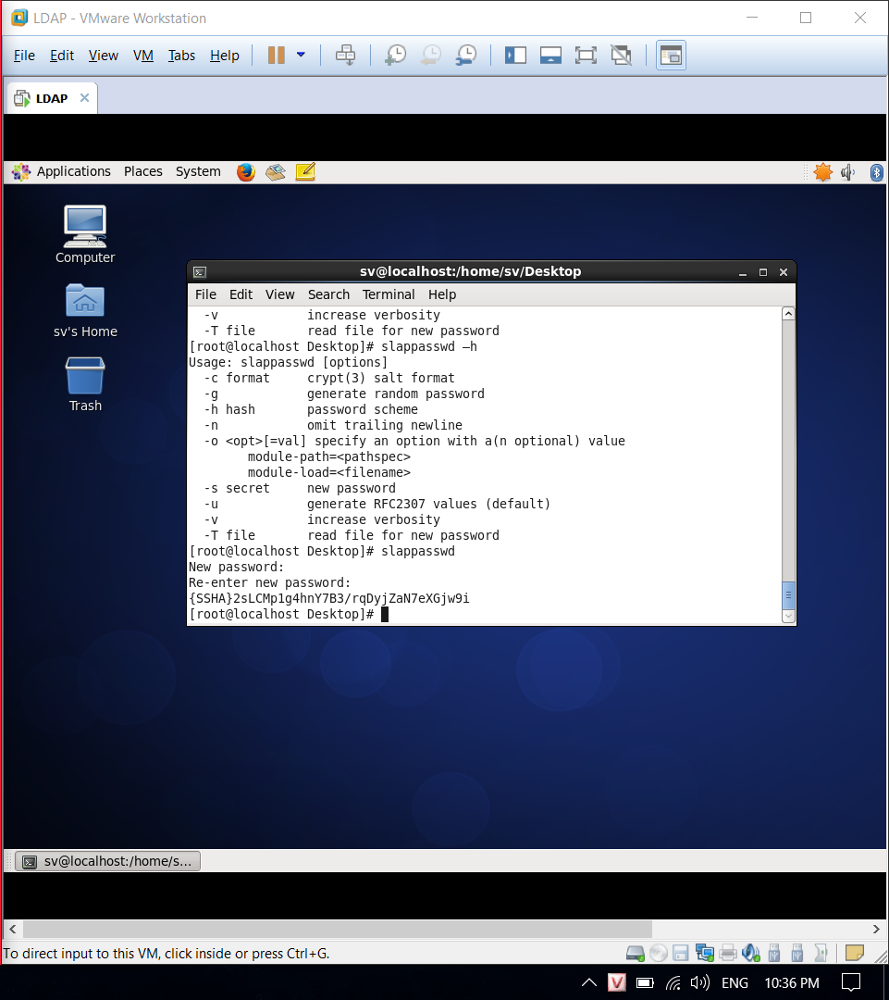 LDAP - VMware Workstation
File Edit View VM Tabs Help
LDAP
Applications Places System
Computer
sv's Home
Trash
sv@localhost:/home/sv/Desktop
File Edit View Search Terminal Help
-v increase verbosity
-T file read file for new password
[root@localhost Desktop]# slappasswd –h
Usage: slappasswd [options]
-c format crypt(3) salt format
-g generate random password
-h hash password scheme
-n omit trailing newline
-o <opt>[=val] specify an option with a(n optional) value
module-path=<pathspec>
module-load=<filename>
-s secret new password
-u generate RFC2307 values (default)
-v increase verbosity
-T file read file for new password
[root@localhost Desktop]# slappasswd
New password:
Re-enter new password:
{SSHA}2sLCMp1g4hnY7B3/rqDyjZaN7eXGjw9i
[root@localhost Desktop]#
sv@localhost:/home/s...
To direct input to this VM, click inside or press Ctrl+G.
V ENG 10:36 PM